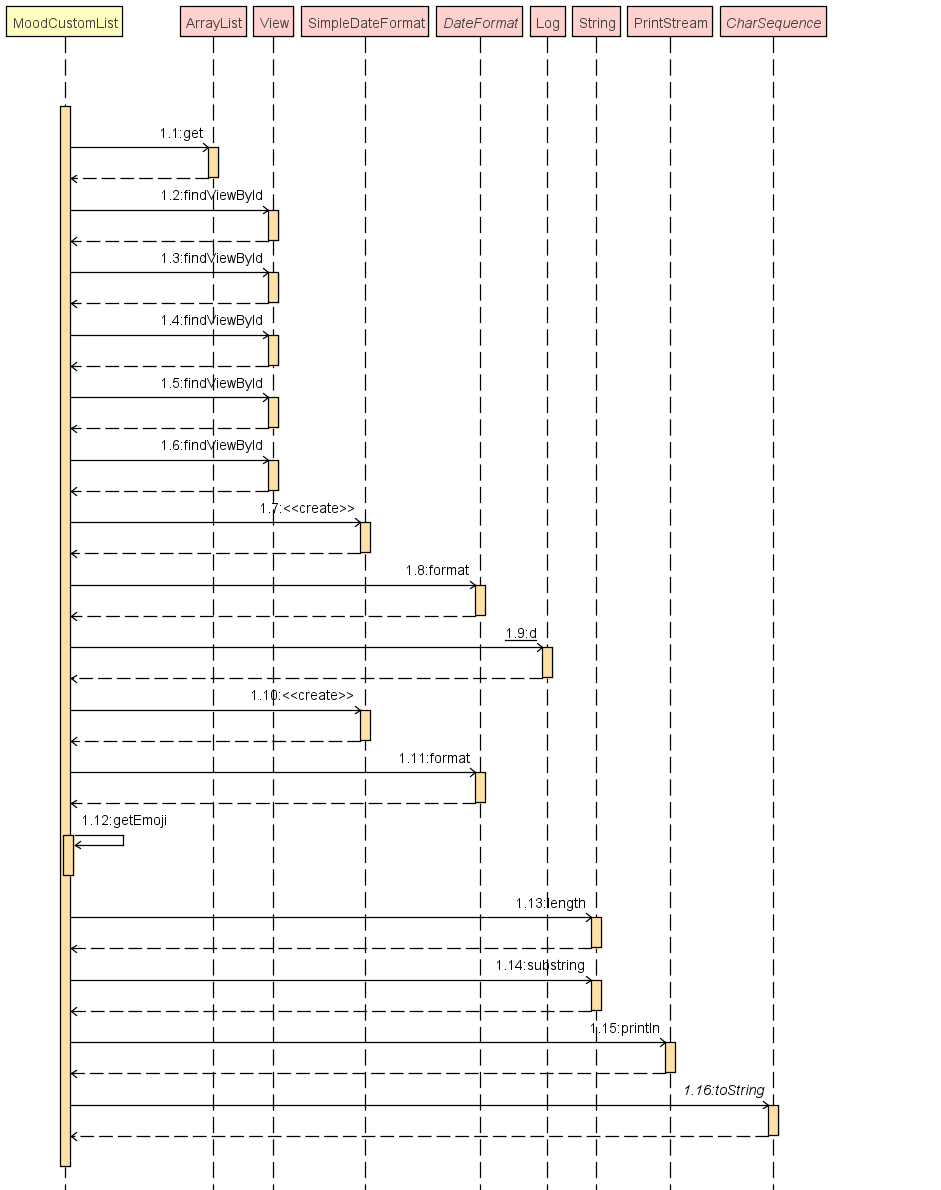 MoodCustomList ArrayList View SimpleDateFormat DateFormat Log String PrintStream CharSequence
1.1:get
1.2:findViewById
1.3:findViewById
1.4:findViewById
1.5:findViewById
1.6:findViewById
1.7:<<create>>
1.8:format
1.9:d
1.10:<<create>>
1.11:format
1.12:getEmoji
1.13:length
1.14:substring
1.15:println
1.16:toString